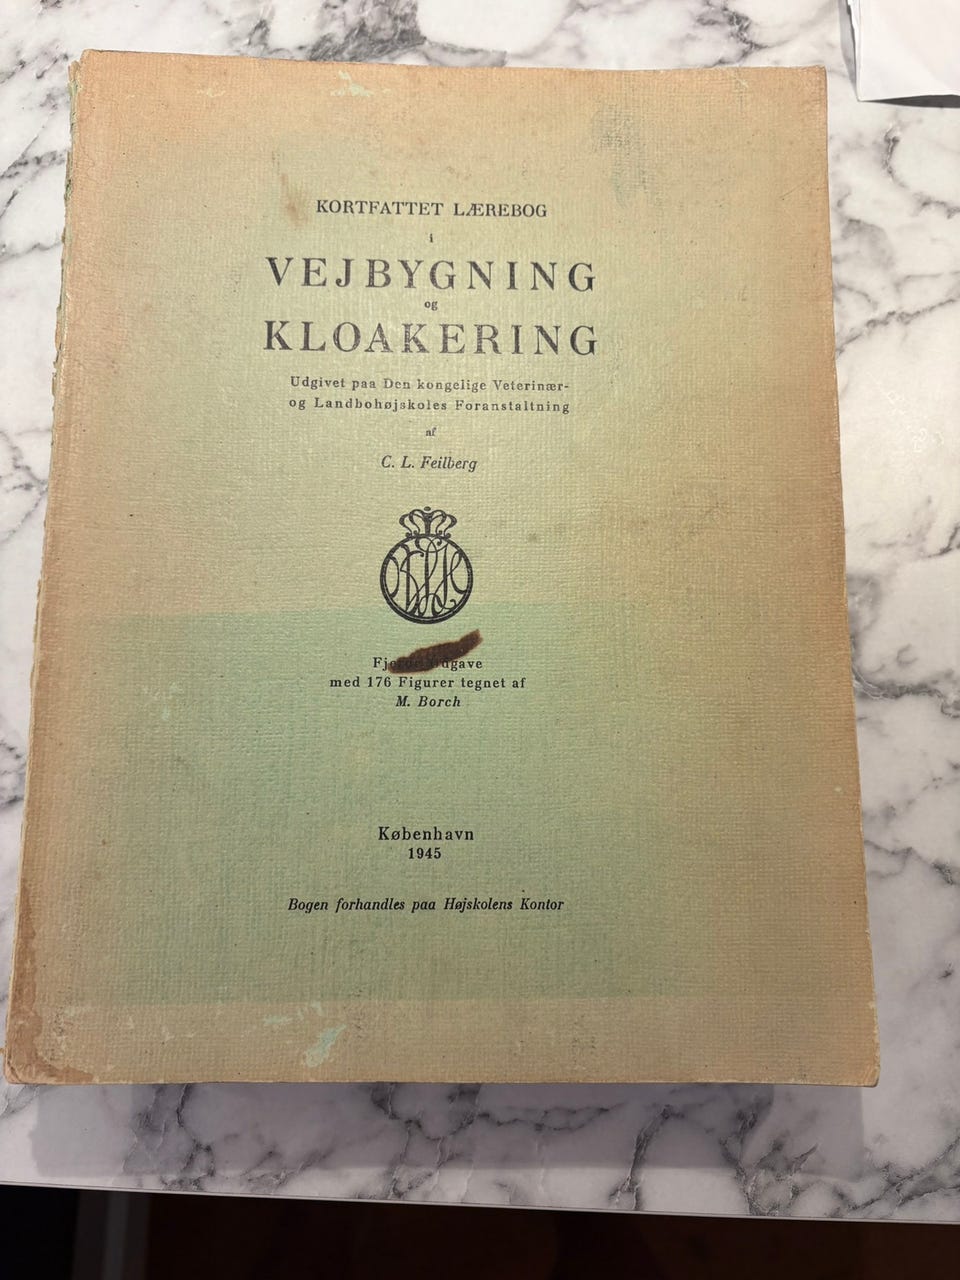 KORTFATTET LÆREBOG
i
VEJBYGNING
og
KLOAKERING
Udgivet paa Den kongelige Veterinær-
og Landbohøjskoles Foranstaltning
af
C. L. Feilberg
Udgave
med 176 Figurer tegnet af
M. Borch
København
1945
Bogen forhandles paa Højskolens Kontor